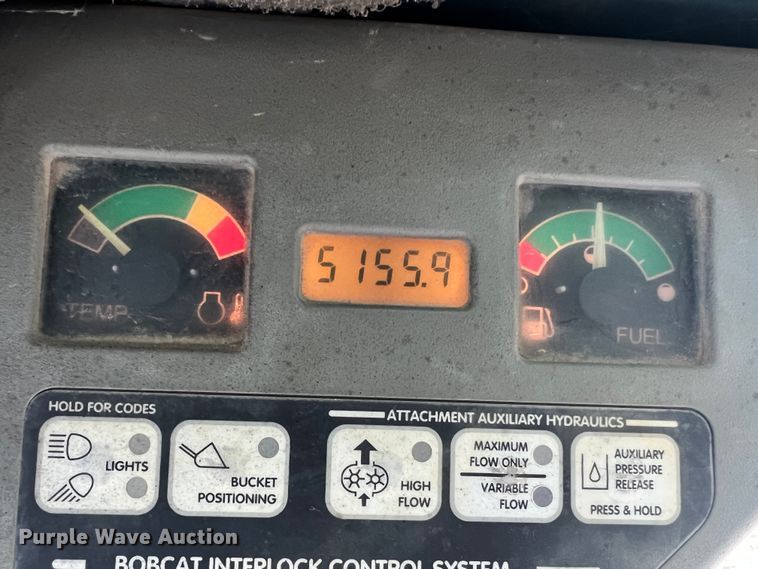 5155.9
TEMP
FUEL
HOLD FOR CODES
ATTACHMENT AUXILIARY HYDRAULICS
LIGHTS
BUCKET
POSITIONING
HIGH
FLOW
MAXIMUM
FLOW ONLY
VARIABLE
FLOW
AUXILIARY
PRESSURE
RELEASE
PRESS & HOLD
Purple Wave Auction
BOBCAT INTERLOCK CONTROL SYSTEM